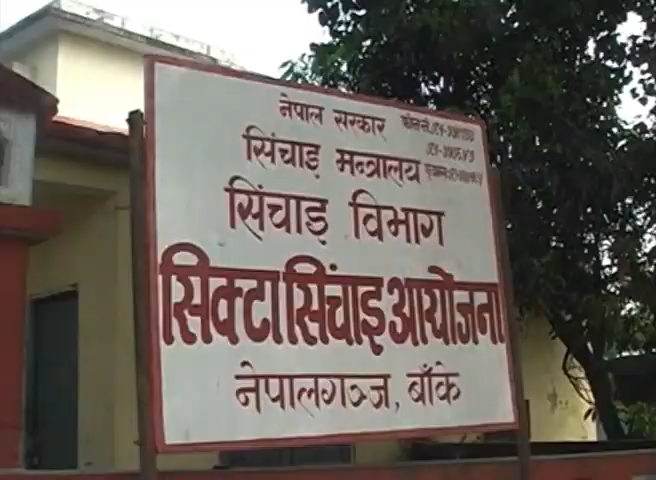 नेपाल सरकार
सिंचाइ मन्त्रालय
सिंचाइ विभाग
सिक्टा सिंचाइ आयोजना
नेपालगञ्ज, बाँके